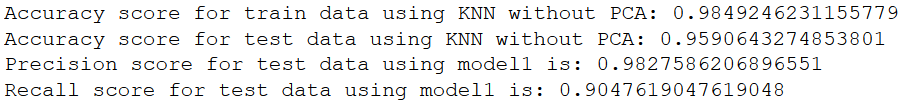 Accuracy score for train data using KNN without PCA: 0.9849246231155779
Accuracy score for test data using KNN without PCA: 0.9590643274853801
Precision score for test data using model1 is: 0.9827586206896551
Recall score for test data using model1 is: 0.9047619047619048